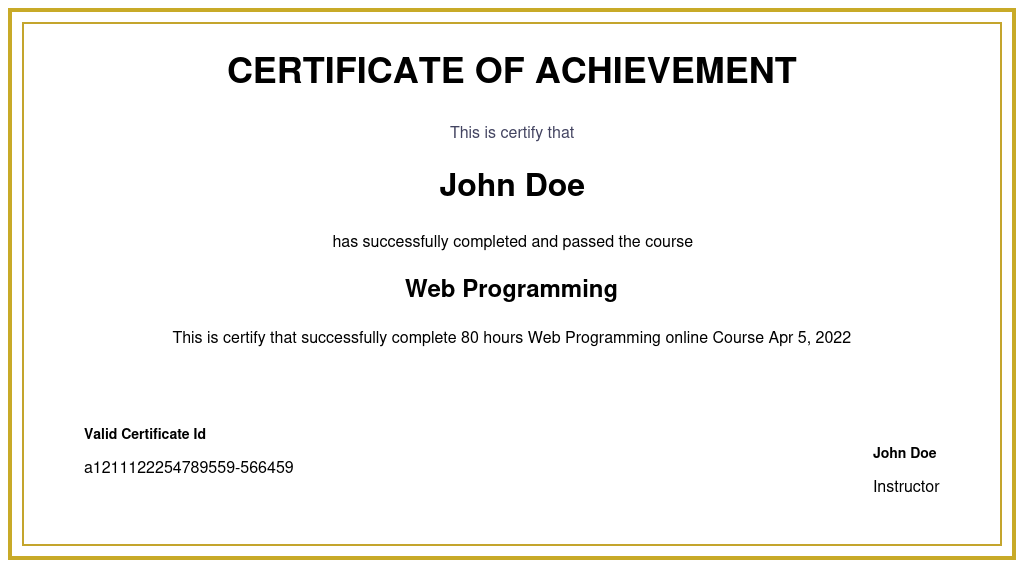 CERTIFICATE OF ACHIEVEMENT
This is certify that
John Doe
has successfully completed and passed the course
Web Programming
This is certify that successfully complete 80 hours Web Programming online Course Apr 5, 2022
Valid Certificate Id
a1211122254789559-566459
John Doe
Instructor